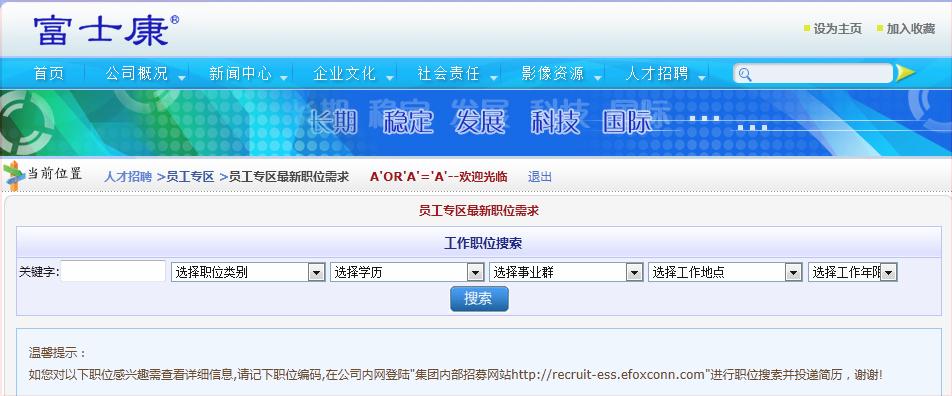 富士康®
设为主页 加入收藏
首页 公司概况 新闻中心 企业文化 社会责任 影像资源 人才招聘
长期 稳定 发展 科技 国际
当前位置 人才招聘 >员工专区 >员工专区最新职位需求 A'OR'A'='A'--欢迎光临 退出
员工专区最新职位需求
工作职位搜索
关键字: 选择职位类别 选择学历 选择事业群 选择工作地点 选择工作年限
搜索
温馨提示：
如您对以下职位感兴趣需查看详细信息,请记下职位编码,在公司内网登陆"集团内部招募网站http://recruit-ess.efoxconn.com"进行职位搜索并投递简历，谢谢!